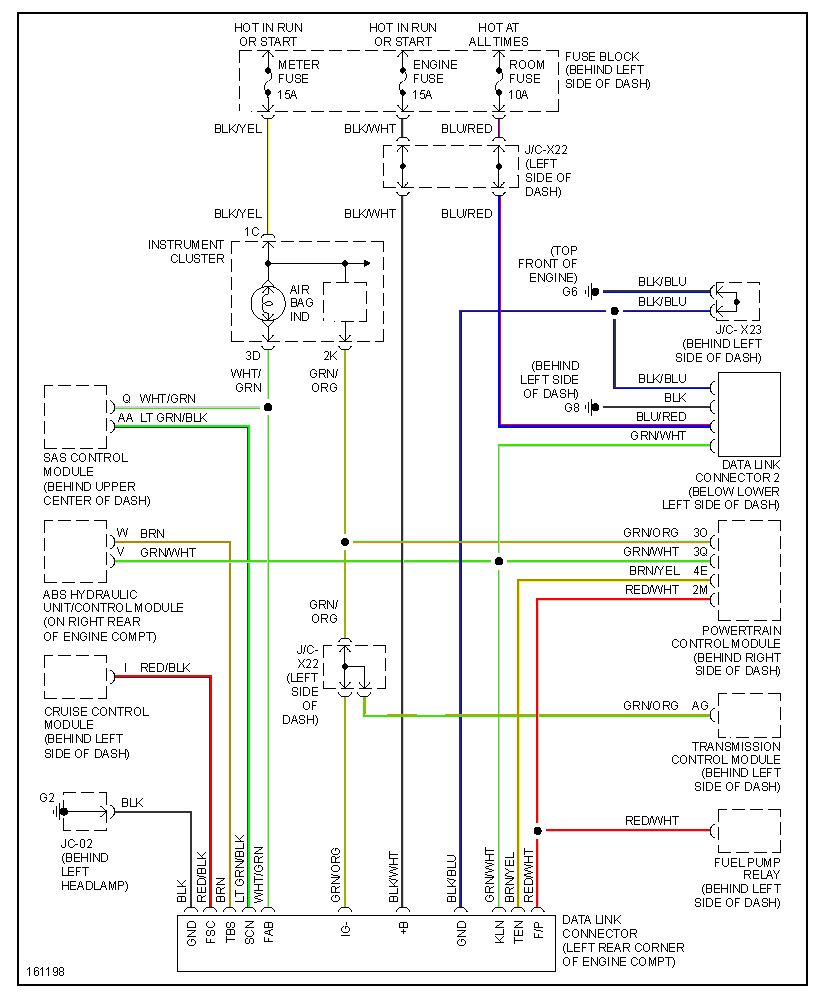 HOT IN RUN
OR START
HOT IN RUN
OR START
HOT AT
ALL TIMES
METER
FUSE
15A
ENGINE
FUSE
15A
ROOM
FUSE
10A
FUSE BLOCK
(BEHIND LEFT
SIDE OF DASH)
BLK/YEL
BLK/WHT
BLU/RED
J/C-X22
(LEFT
SIDE OF
DASH)
BLK/YEL
BLK/WHT
BLU/RED
1C
INSTRUMENT
CLUSTER
AIR
BAG
IND
(TOP
FRONT OF
ENGINE)
G6
BLK/BLU
BLK/BLU
J/C- X23
(BEHIND LEFT
SIDE OF DASH)
3D
2K
WHT/
GRN
GRN/
ORG
(BEHIND
LEFT SIDE
OF DASH)
G8
BLK/BLU
BLK
BLU/RED
GRN/WHT
DATA LINK
CONNECTOR 2
(BELOW LOWER
LEFT SIDE OF DASH)
Q WHT/GRN
AA LT GRN/BLK
SAS CONTROL
MODULE
(BEHIND UPPER
CENTER OF DASH)
W BRN
V GRN/WHT
ABS HYDRAULIC
UNIT/CONTROL MODULE
(ON RIGHT REAR
OF ENGINE COMPT)
GRN/ORG 3O
GRN/WHT 3Q
BRN/YEL 4E
RED/WHT 2M
POWERTRAIN
CONTROL MODULE
(BEHIND RIGHT
SIDE OF DASH)
GRN/
ORG
J/C-
X22
(LEFT
SIDE
OF
DASH)
I RED/BLK
CRUISE CONTROL
MODULE
(BEHIND LEFT
SIDE OF DASH)
GRN/ORG AG
TRANSMISSION
CONTROL MODULE
(BEHIND LEFT
SIDE OF DASH)
G2
BLK
JC-02
(BEHIND
LEFT
HEADLAMP)
RED/WHT
FUEL PUMP
RELAY
(BEHIND LEFT
SIDE OF DASH)
BLK
RED/BLK
BRN
LT GRN/BLK
WHT/GRN
GRN/ORG
BLK/WHT
BLK/BLU
GRN/WHT
BRN/YEL
RED/WHT
GND
FSC
TBS
SCN
FAB
IG-
+B
GND
KLN
TEN
F/P
DATA LINK
CONNECTOR
(LEFT REAR CORNER
OF ENGINE COMPT)
161198